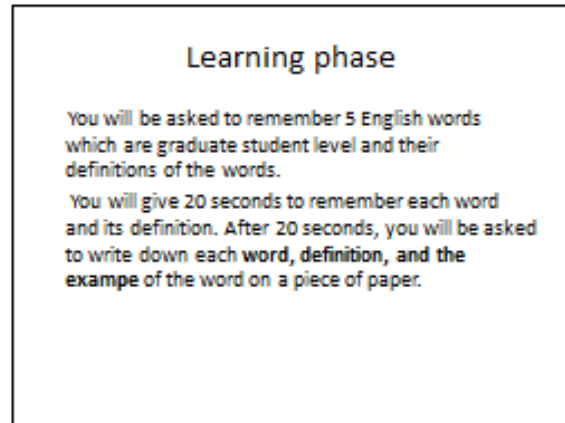 Learning phase
You will be asked to remember 5 English words
which are graduate student level and their
definitions of the words.
You will give 20 seconds to remember each word
and its definition. After 20 seconds, you will be asked
to write down each word, definition, and the
exampe of the word on a piece of paper.